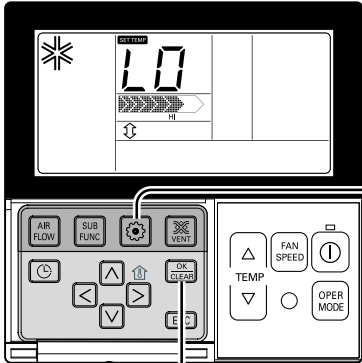 SET TEMP
LO
HI
AIR
FLOW
SUB
FUNC
VENT
OK
CLEAR
ESC
TEMP
FAN
SPEED
OPER
MODE